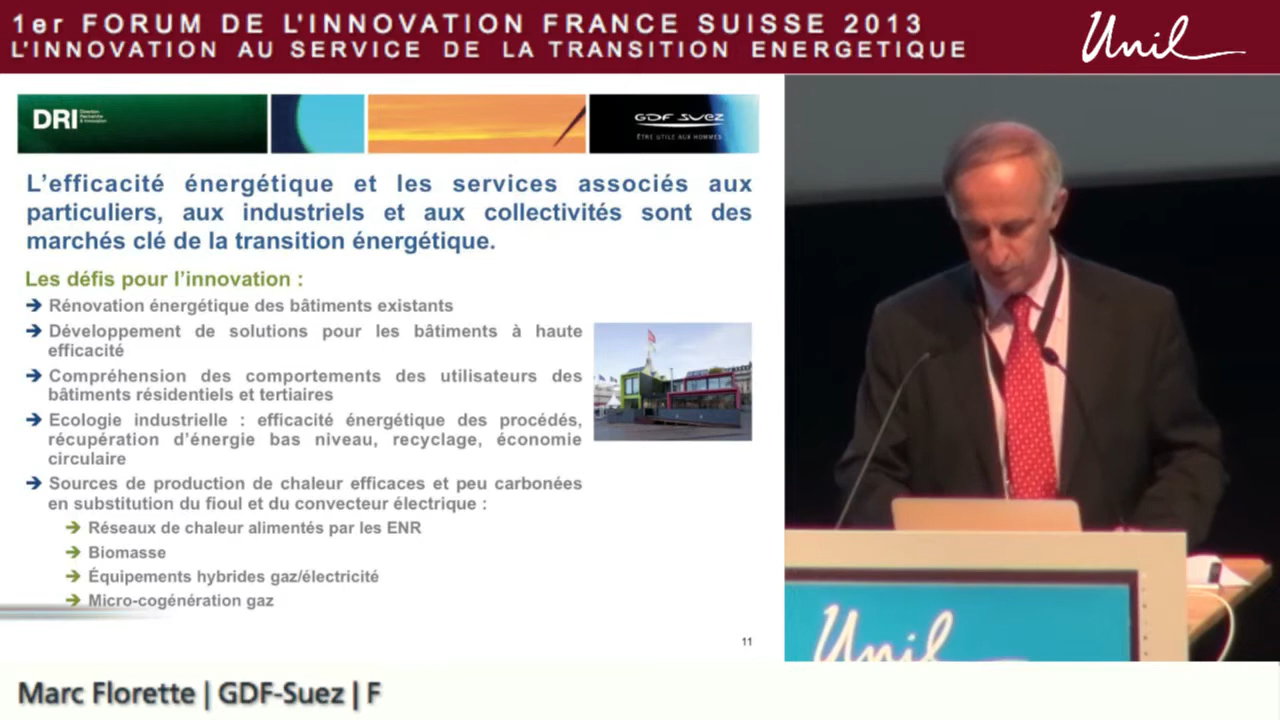 1er FORUM DE L'INNOVATION FRANCE SUISSE 2013
L'INNOVATION AU SERVICE DE LA TRANSITION ENERGETIQUE
Unil
DRI
GDF SUEZ
ÊTRE UTILE AUX HOMMES
L'efficacité énergétique et les services associés aux
particuliers, aux industriels et aux collectivités sont des
marchés clé de la transition énergétique.
Les défis pour l'innovation :
→ Rénovation énergétique des bâtiments existants
→ Développement de solutions pour les bâtiments à haute
efficacité
→ Compréhension des comportements des utilisateurs des
bâtiments résidentiels et tertiaires
→ Ecologie industrielle : efficacité énergétique des procédés,
récupération d'énergie bas niveau, recyclage, économie
circulaire
→ Sources de production de chaleur efficaces et peu carbonées
en substitution du fioul et du convecteur électrique :
→ Réseaux de chaleur alimentés par les ENR
→ Biomasse
→ Équipements hybrides gaz/électricité
→ Micro-cogénération gaz
11
Unil
Marc Florette | GDF-Suez | F